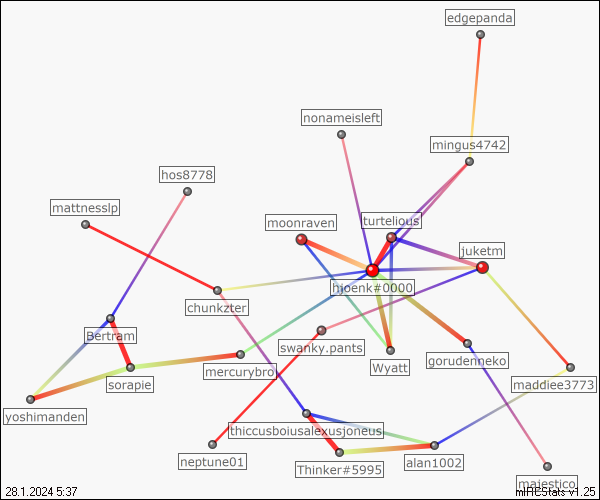 edgepanda
nonameisleft
mingus4742
hos8778
mattnesslp
moonraven
turtelious
juketm
hjoenk#0000
chunkzter
Bertram
swanky.pants
gorudenneko
Wyatt
mercurybro
sorapie
maddiee3773
yoshimanden
thiccusboiusalexusjoneus
neptune01
Thinker#5995
alan1002
majestico
28.1.2024 5:37
mIRCStats v1.25